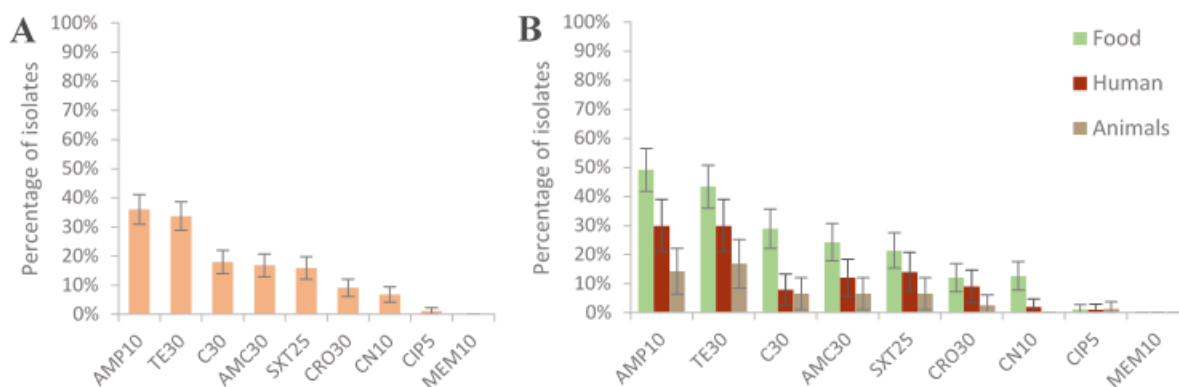 A
Percentage of isolates
100%
90%
80%
70%
60%
50%
40%
30%
20%
10%
0%
AMP10
TE30
C30
AMC30
SXT25
CRO30
CN10
CIP5
MEM10
B
Percentage of isolates
100%
90%
80%
70%
60%
50%
40%
30%
20%
10%
0%
AMP10
TE30
C30
AMC30
SXT25
CRO30
CN10
CIP5
MEM10
Food
Human
Animals